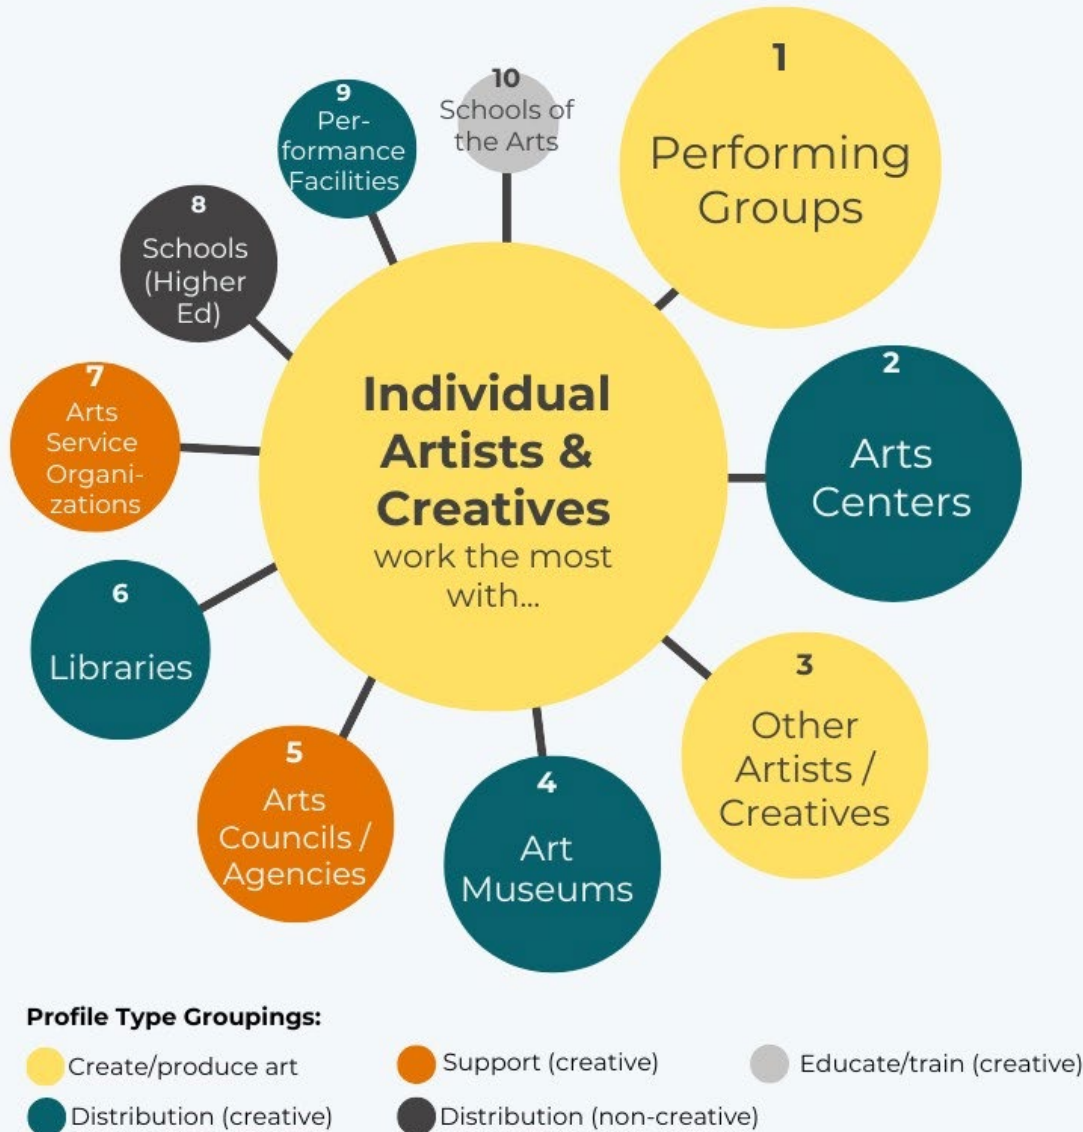 Individual
Artists &
Creatives
work the most
with...
1
Performing
Groups
2
Arts
Centers
3
Other
Artists /
Creatives
4
Art
Museums
5
Arts
Councils /
Agencies
6
Libraries
7
Arts
Service
Organi-
zations
8
Schools
(Higher
Ed)
9
Per-
formance
Facilities
10
Schools of
the Arts
Profile Type Groupings:
Create/produce art
Support (creative)
Educate/train (creative)
Distribution (creative)
Distribution (non-creative)